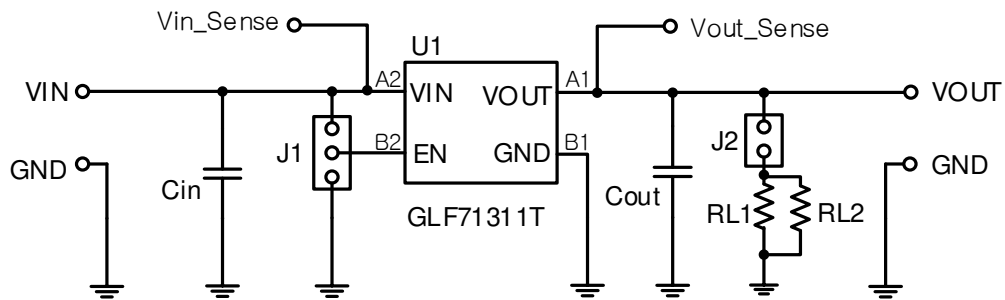 Vin_Sense
Vout_Sense
U1
VIN
A2
VIN
VOUT
A1
VOUT
J1
B2
EN
GND
B1
J2
GND
Cin
Cout
RL1
RL2
GND
GLF71311T